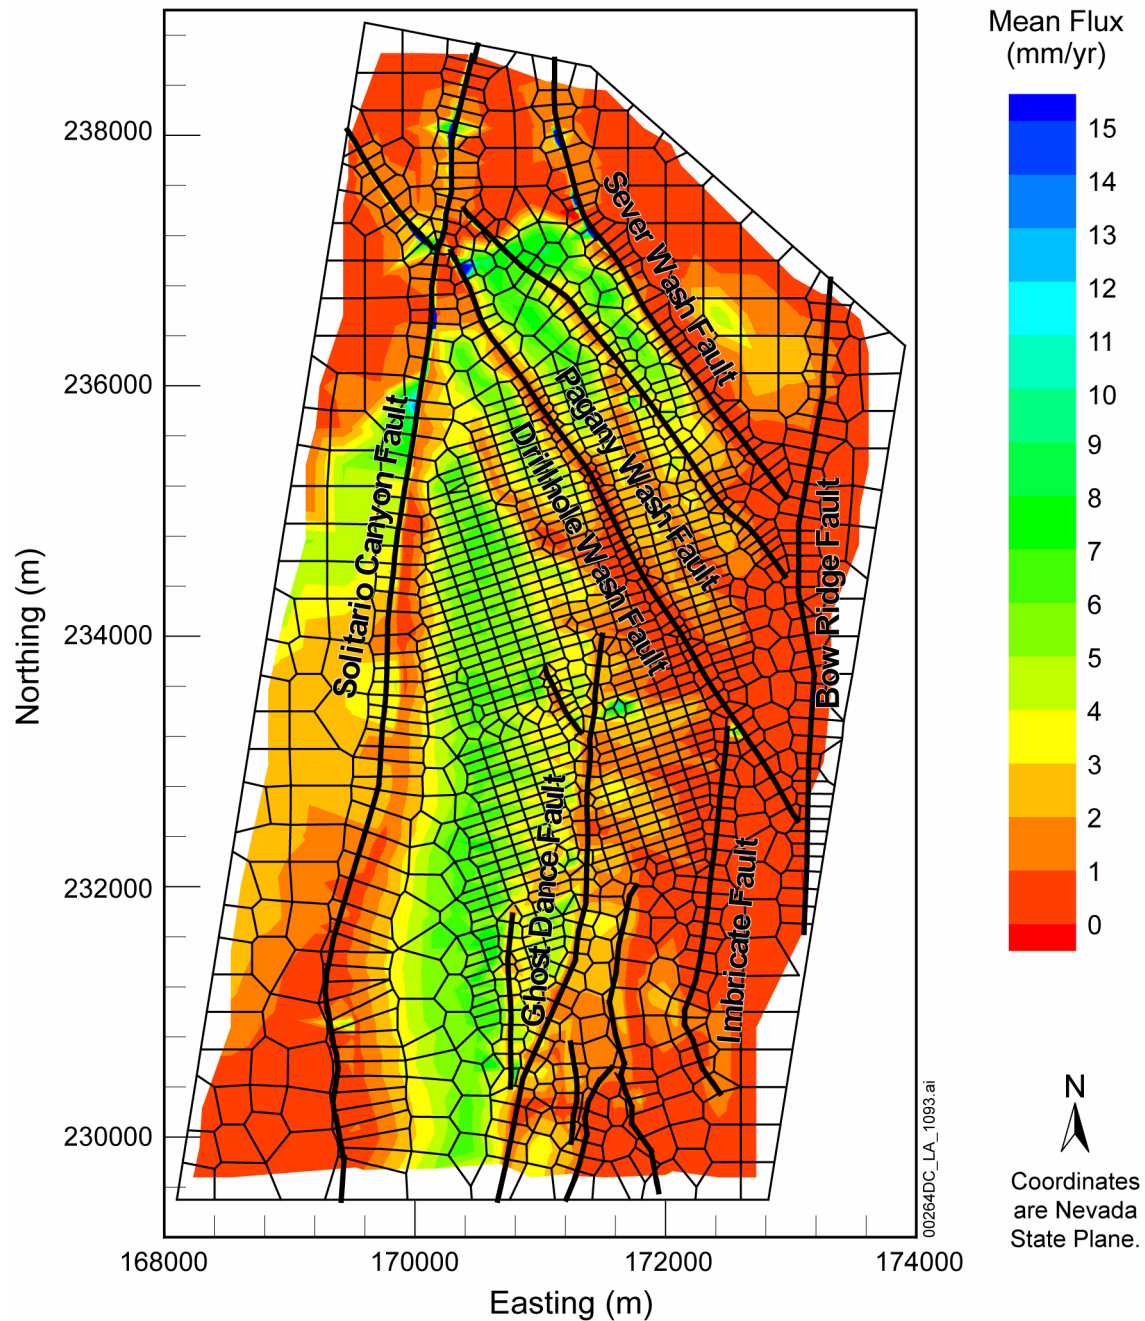 Mean Flux
(mm/yr)
15
14
13
12
11
10
9
8
7
6
5
4
3
2
1
0
238000
236000
234000
232000
230000
Northing (m)
168000
170000
172000
174000
Easting (m)
Sever Wash Fault
Pagany Wash Fault
Drillhole Wash Fault
Solitario Canyon Fault
Bow Ridge Fault
Ghost Dance Fault
Imbricate Fault
00264DC_LA_1093.ai
N
Coordinates
are Nevada
State Plane.